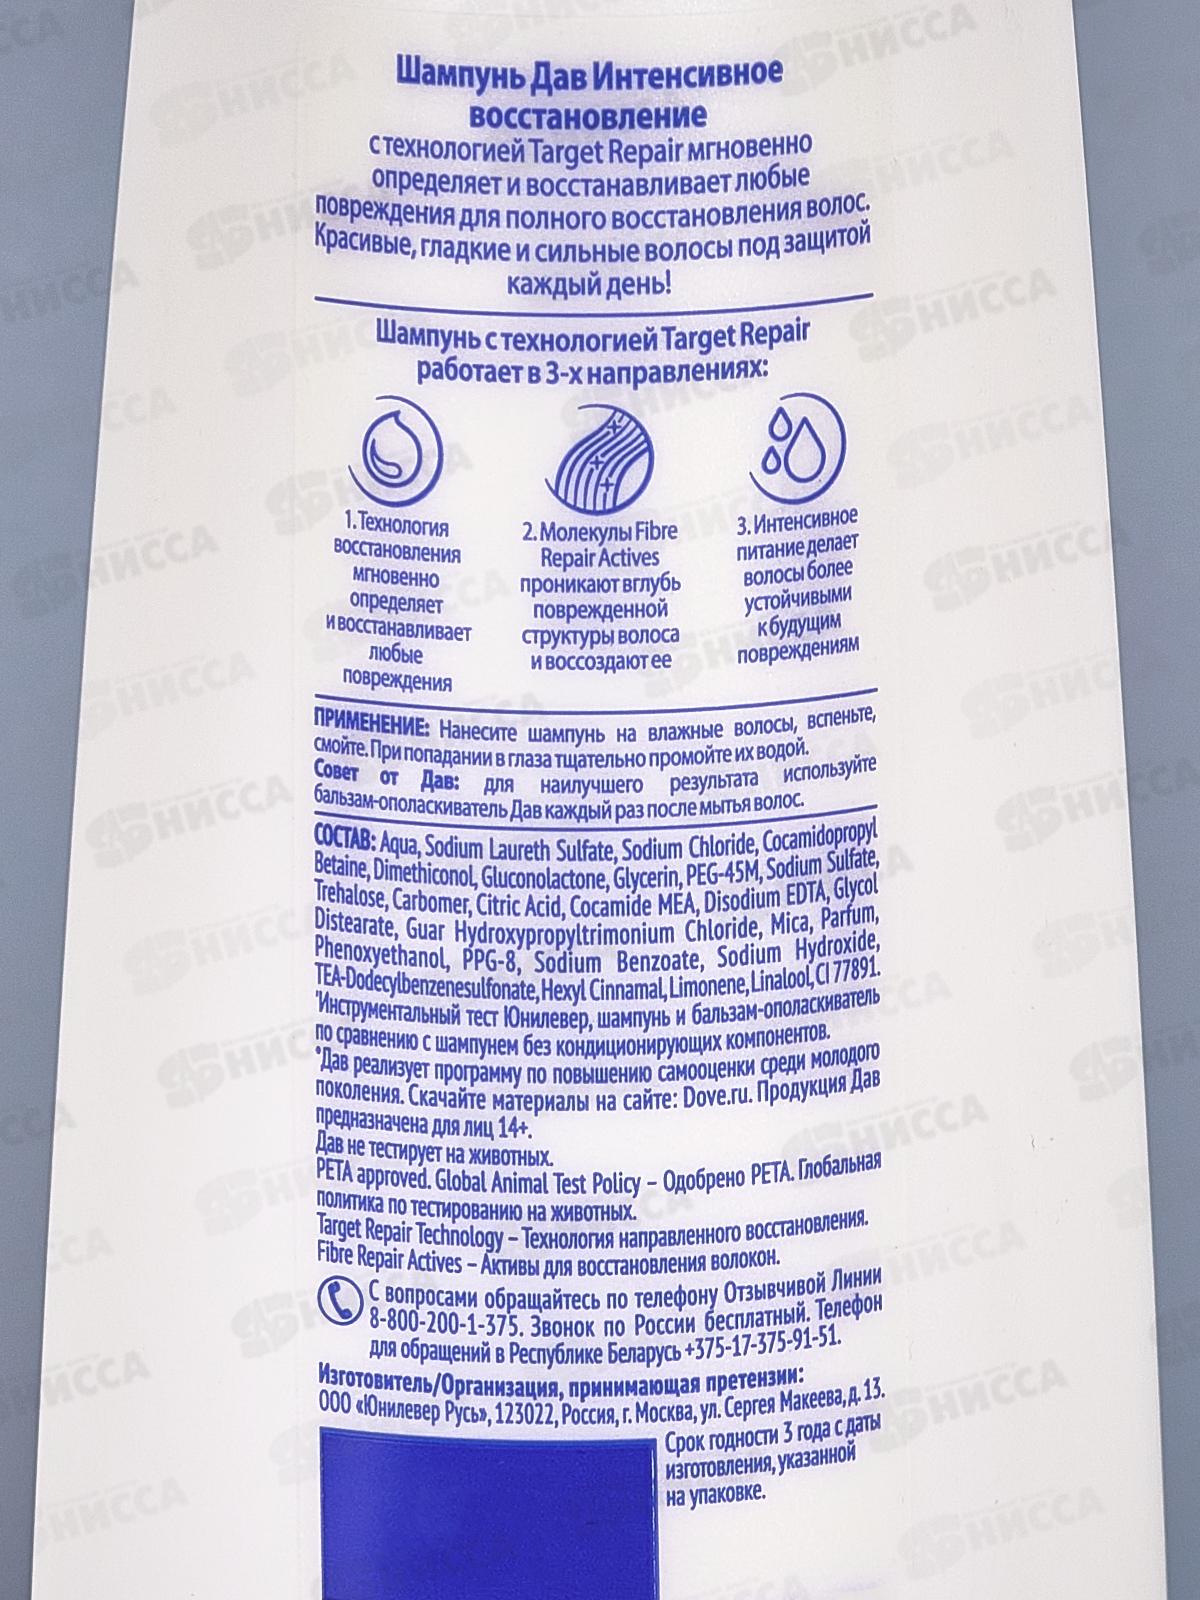 Шампунь Дав Интенсивное
восстановление
с технологией Target Repair мгновенно
определяет и восстанавливает любые
повреждения для полного восстановления волос.
Красивые, гладкие и сильные волосы под защитой
каждый день!
Шампунь с технологией Target Repair
работает в 3-х направлениях:
1. Технология
восстановления
мгновенно
определяет
и восстанавливает
любые
повреждения
2. Молекулы Fibre
Repair Actives
проникают вглубь
поврежденной
структуры волоса
и воссоздают ее
3. Интенсивное
питание делает
волосы более
устойчивыми
к будущим
повреждениям
ПРИМЕНЕНИЕ: Нанесите шампунь на влажные волосы, вспеньте,
смойте. При попадании в глаза тщательно промойте их водой.
Совет от Дав: для наилучшего результата используйте
бальзам-ополаскиватель Дав каждый раз после мытья волос.
СОСТАВ: Aqua, Sodium Laureth Sulfate, Sodium Chloride, Cocamidopropyl
Betaine, Dimethiconol, Gluconolactone, Glycerin, PEG-45M, Sodium Sulfate,
Trehalose, Carbomer, Citric Acid, Cocamide MEA, Disodium EDTA, Glycol
Distearate, Guar Hydroxypropyltrimonium Chloride, Mica, Parfum,
Phenoxyethanol, PPG-8, Sodium Benzoate, Sodium Hydroxide,
TEA-Dodecylbenzenesulfonate, Hexyl Cinnamal, Limonene, Linalool, CI 77891.
'Инструментальный тест Юнилевер, шампунь и бальзам-ополаскиватель
по сравнению с шампунем без кондиционирующих компонентов.
*Дав реализует программу по повышению самооценки среди молодого
поколения. Скачайте материалы на сайте: Dove.ru. Продукция Дав
предназначена для лиц 14+.
Дав не тестирует на животных.
PETA approved. Global Animal Test Policy – Одобрено PETA. Глобальная
политика по тестированию на животных.
Target Repair Technology – Технология направленного восстановления.
Fibre Repair Actives – Активы для восстановления волокон.
С вопросами обращайтесь по телефону Отзывчивой Линии
8-800-200-1-375. Звонок по России бесплатный. Телефон
для обращений в Республике Беларусь +375-17-375-91-51.
Изготовитель/Организация, принимающая претензии:
ООО «Юнилевер Русь», 123022, Россия, г. Москва, ул. Сергея Макеева, д. 13.
Срок годности 3 года с даты
изготовления, указанной
на упаковке.